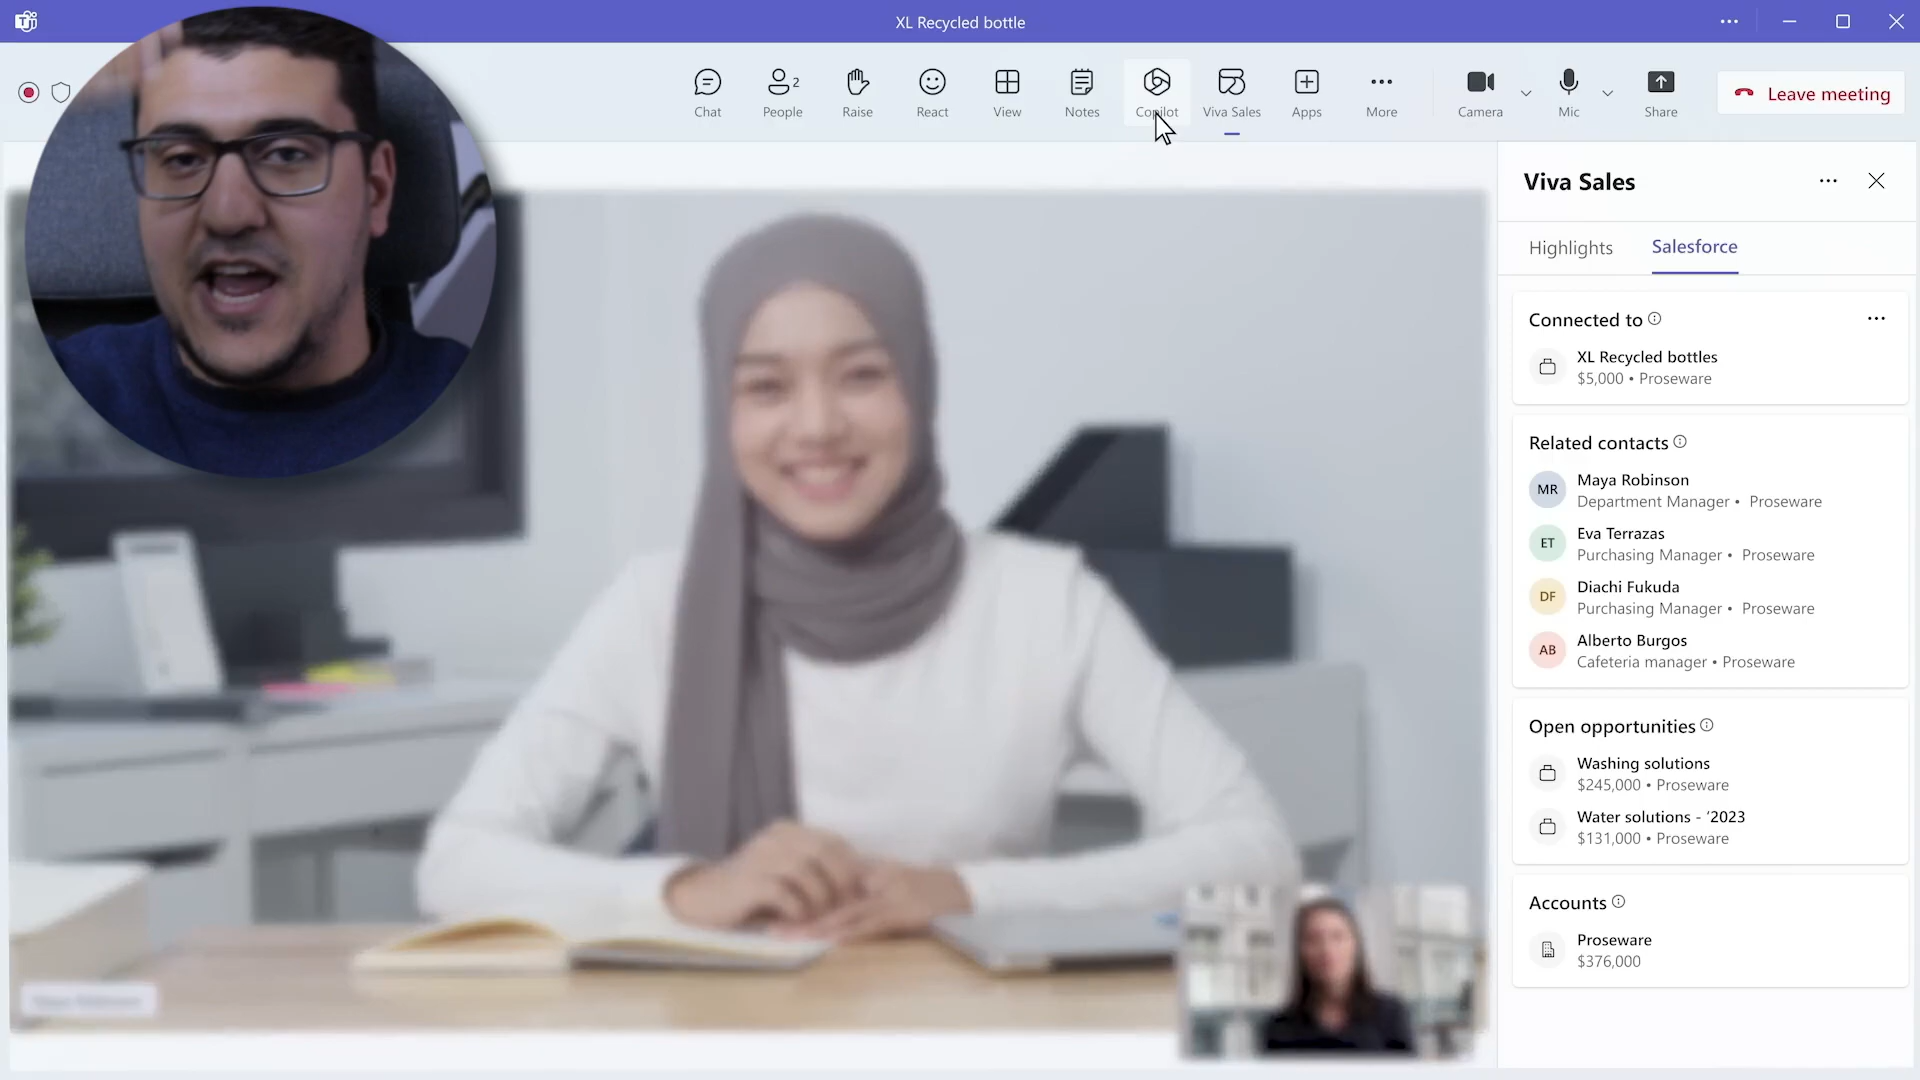 XL Recycled bottle
Chat
People
2
Raise
React
View
Notes
Copilot
Viva Sales
Apps
More
Camera
Mic
Share
Leave meeting
Viva Sales
Highlights
Salesforce
Connected to
XL Recycled bottles
$5,000 • Proseware
Related contacts
MR
Maya Robinson
Department Manager • Proseware
ET
Eva Terrazas
Purchasing Manager • Proseware
DF
Diachi Fukuda
Purchasing Manager • Proseware
AB
Alberto Burgos
Cafeteria manager • Proseware
Open opportunities
Washing solutions
$245,000 • Proseware
Water solutions - ‘2023
$131,000 • Proseware
Accounts
Proseware
$376,000